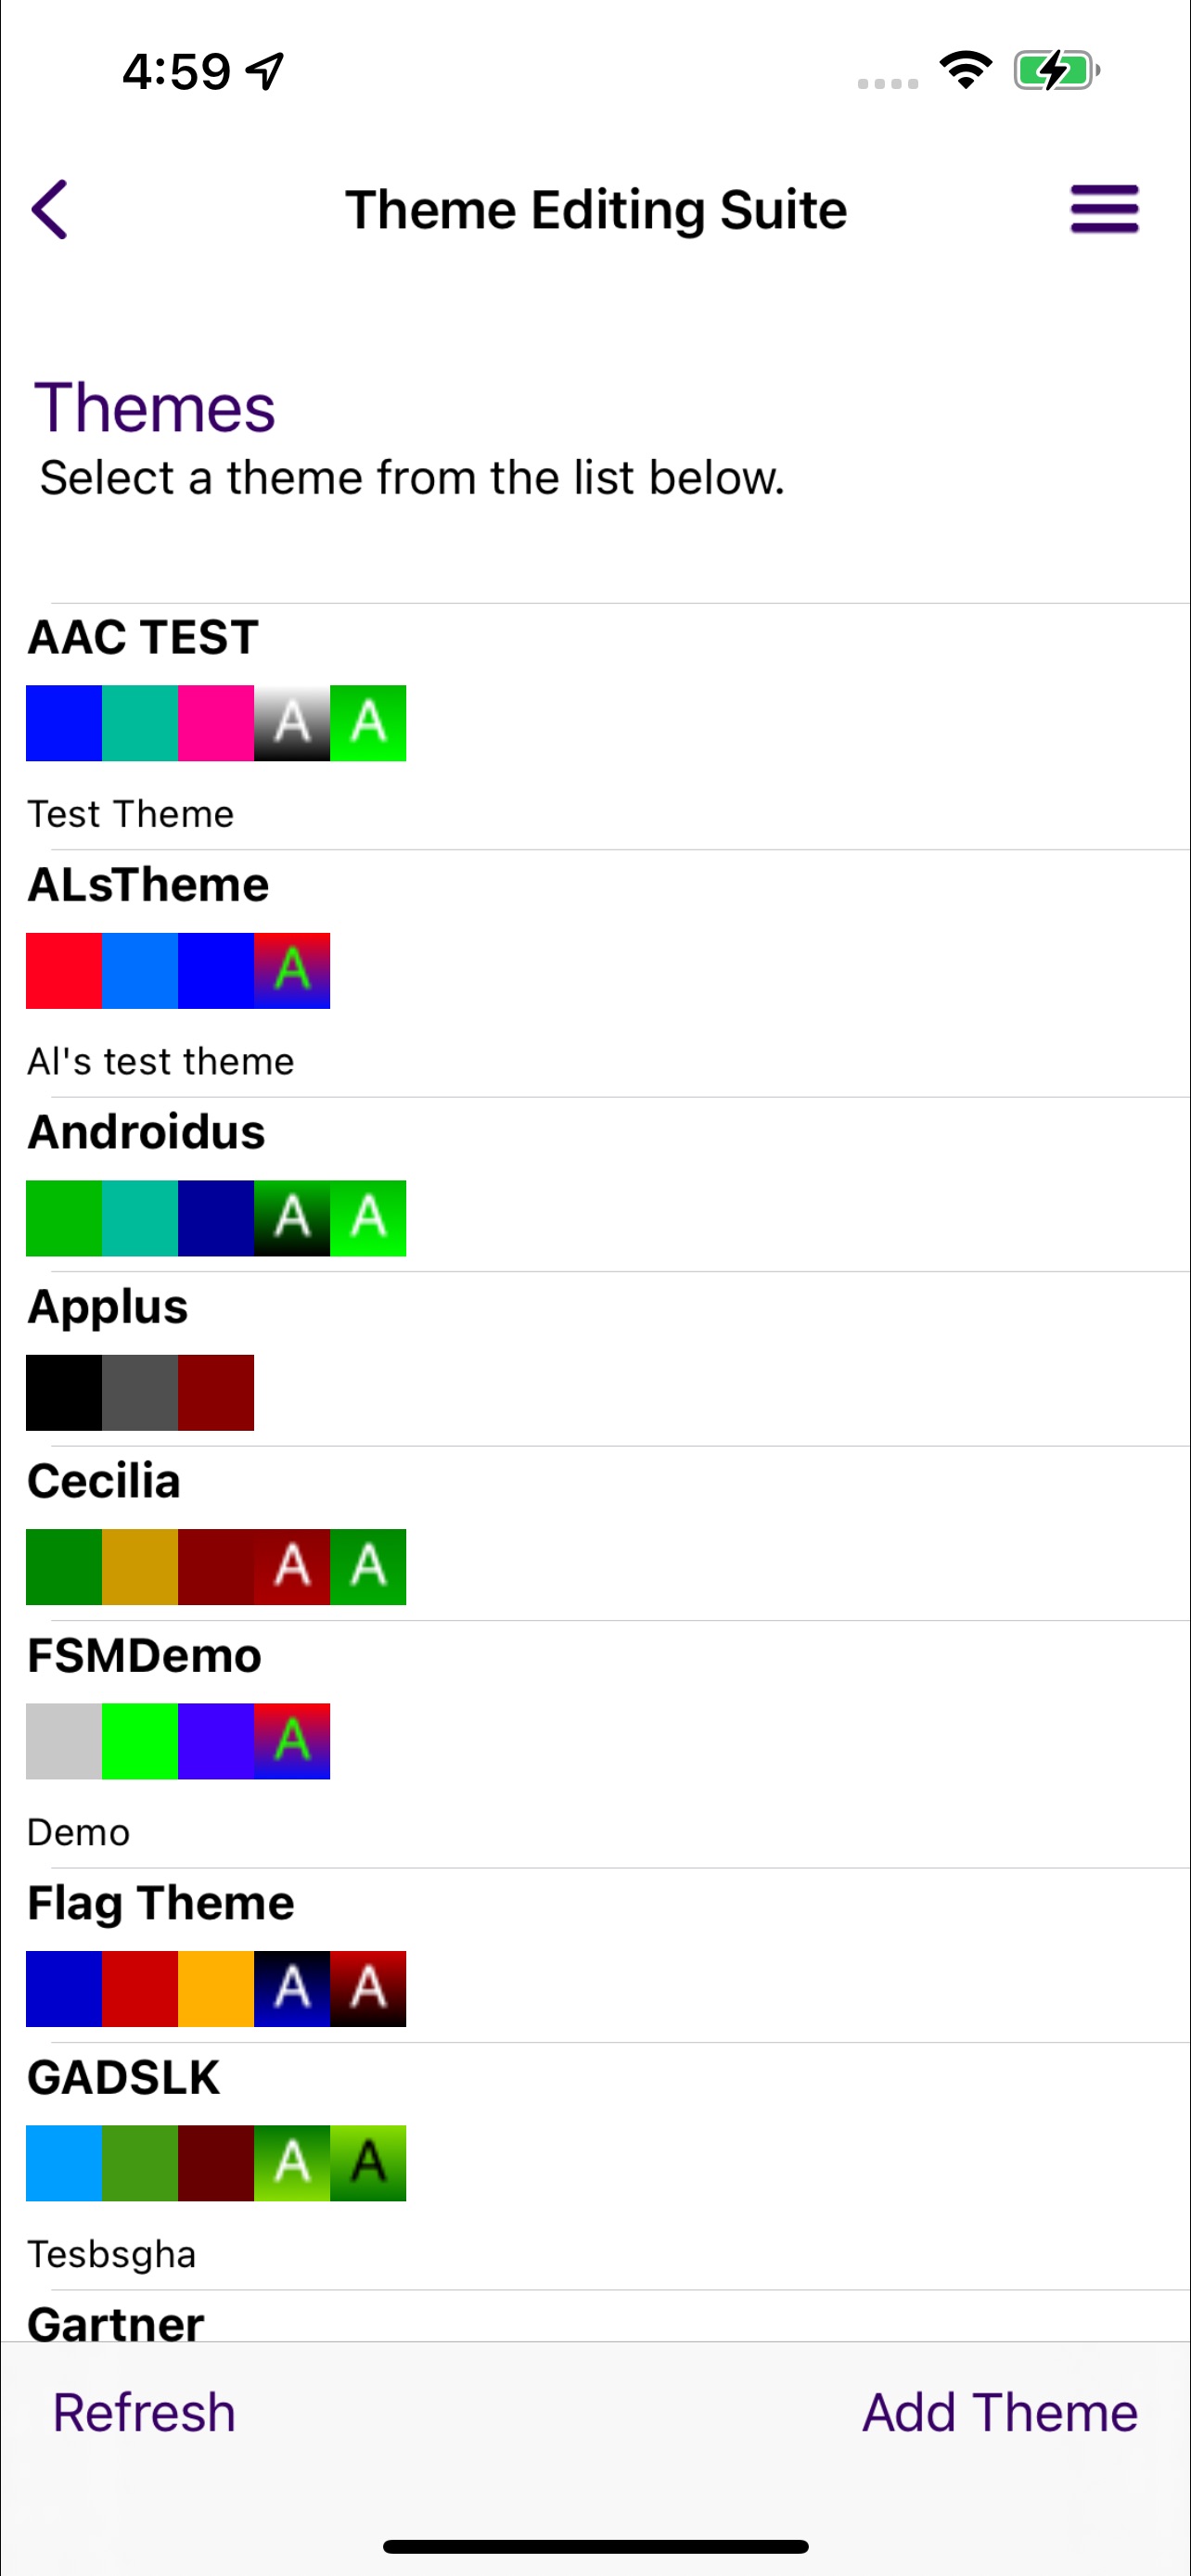 4:59
Theme Editing Suite
Themes
Select a theme from the list below.
AAC TEST
A A
Test Theme
ALsTheme
A
Al's test theme
Androidus
A A
Applus
Cecilia
A A
FSMDemo
A
Demo
Flag Theme
A A
GADSLK
A A
Tesbsgha
Gartner
Refresh Add Theme